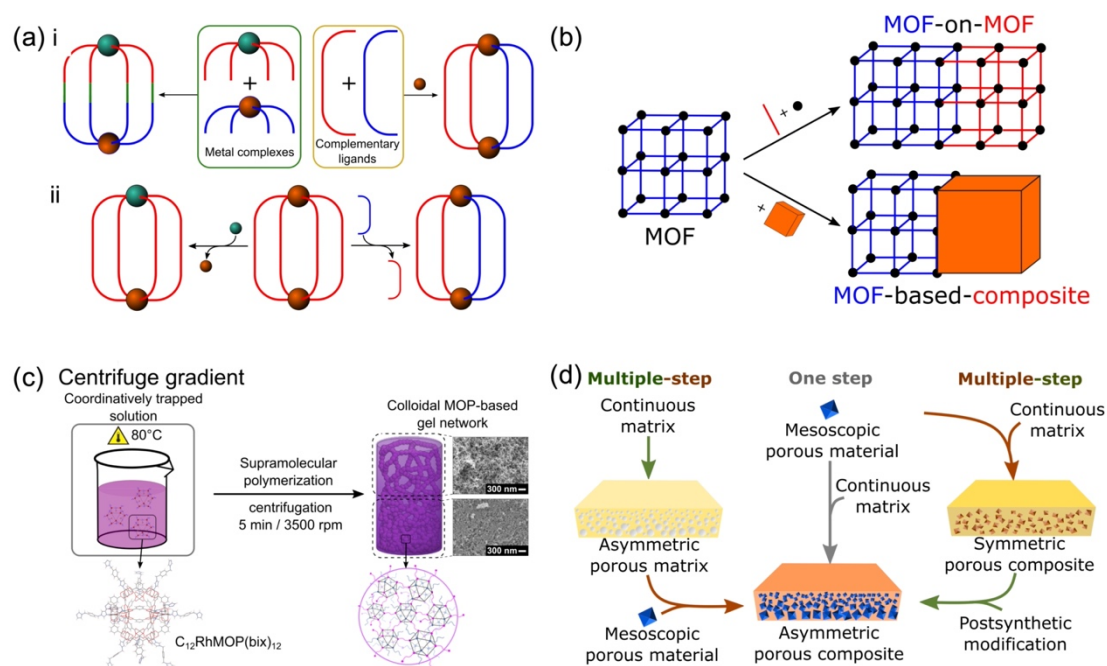 (a) i
+
+
Metal complexes
Complementary
ligands
ii
(b)
MOF
+
+
MOF-on-MOF
MOF-based-composite
(c) Centrifuge gradient
Coordinatively trapped
solution
80°C
Supramolecular
polymerization
centrifugation
5 min / 3500 rpm
Colloidal MOP-based
gel network
300 nm
300 nm
C12RhMOP(bix)12
(d)
Multiple-step
Continuous
matrix
Asymmetric
porous matrix
Mesoscopic
porous material
One step
Mesoscopic
porous material
Continuous
matrix
Asymmetric
porous composite
Multiple-step
Continuous
matrix
Symmetric
porous composite
Postsynthetic
modification